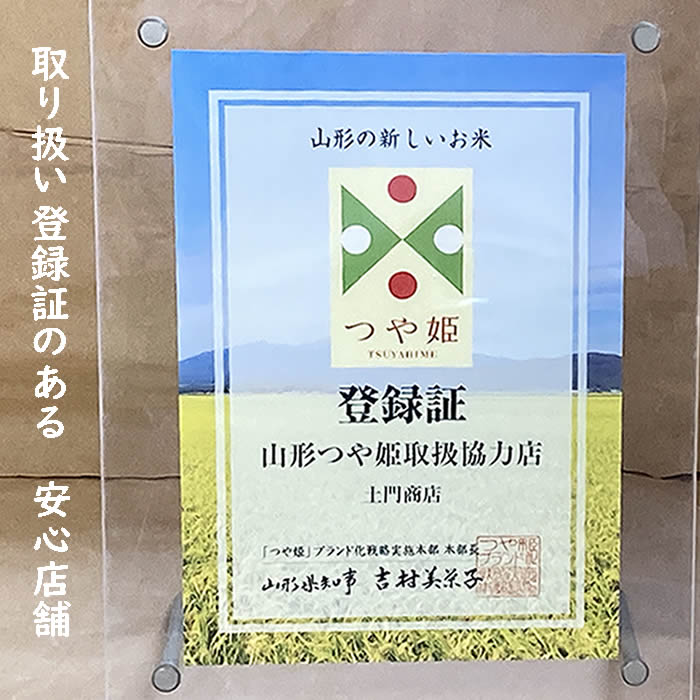 取り扱い登録証のある 安心店舗
山形の新しいお米
つや姫
TSUYAHIME
登録証
山形つや姫取扱協力店
土門商店
「つや姫」ブランド化戦略実施本部 本部長
山形県知事 吉村美栄子